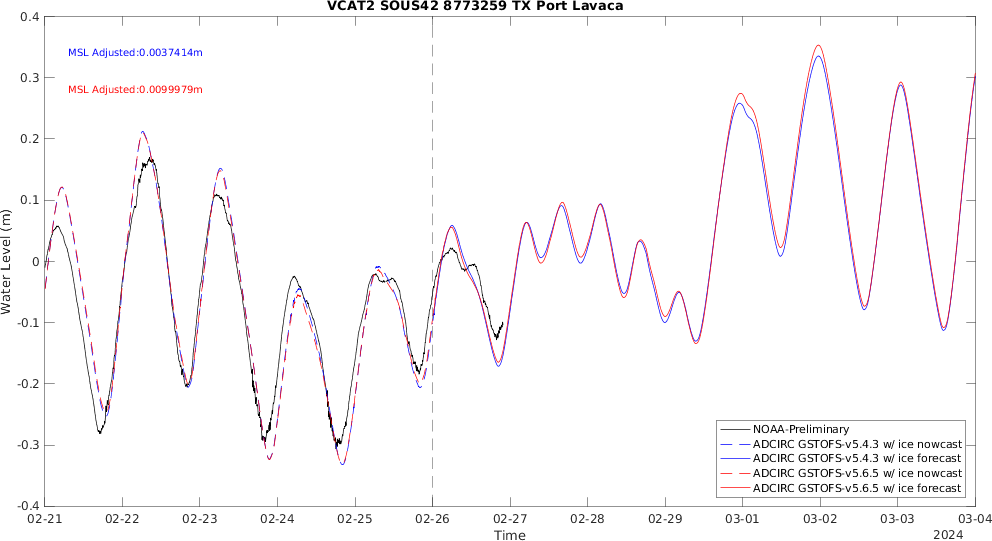 VCAT2 SOUS42 8773259 TX Port Lavaca
MSL Adjusted:0.0037414m
MSL Adjusted:0.0099979m
Water Level (m)
0.4
0.3
0.2
0.1
0
-0.1
-0.2
-0.3
-0.4
NOAA-Preliminary
ADCIRC GSTOFS-v5.4.3 w/ ice nowcast
ADCIRC GSTOFS-v5.4.3 w/ ice forecast
ADCIRC GSTOFS-v5.6.5 w/ ice nowcast
ADCIRC GSTOFS-v5.6.5 w/ ice forecast
02-21 02-22 02-23 02-24 02-25 02-26 02-27 02-28 02-29 03-01 03-02 03-03 03-04
Time
2024